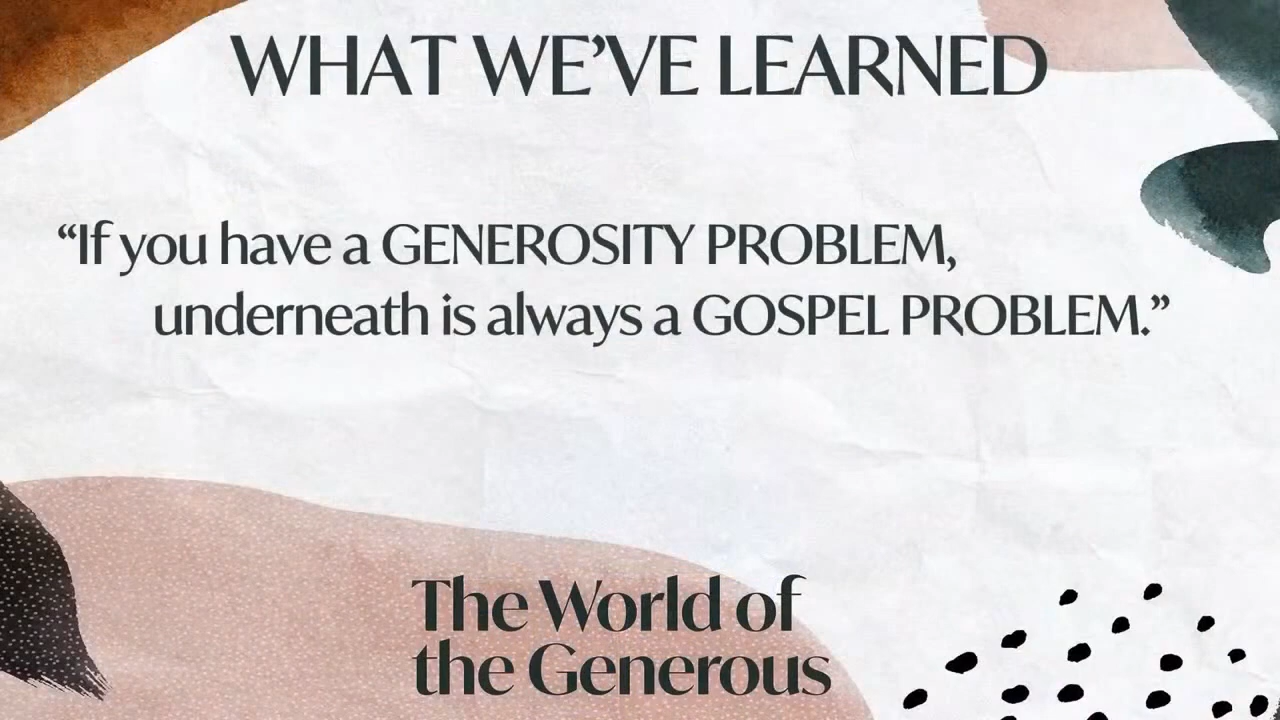 WHAT WE’VE LEARNED
“If you have a GENEROSITY PROBLEM,
underneath is always a GOSPEL PROBLEM.”
The World of
the Generous